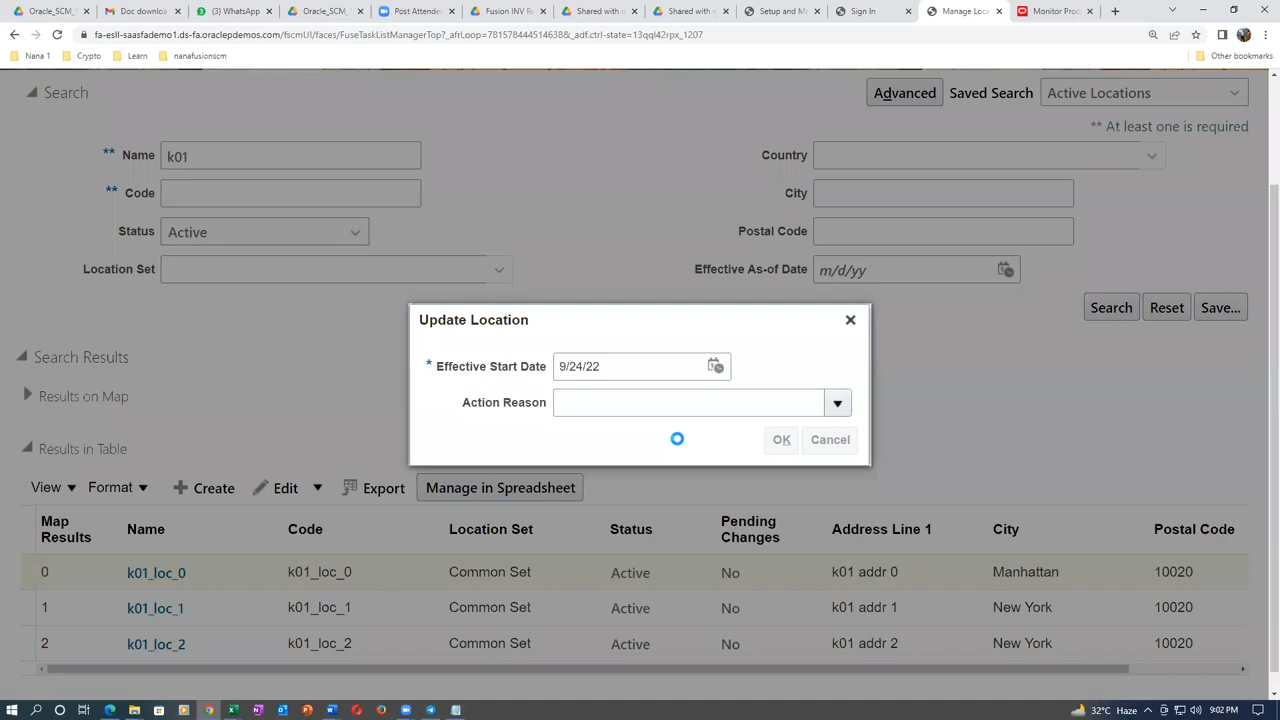 Oracle_SCM_
Doc downloa
(3) WhatsApp
Oracle_SCM_
Post Attende
Fusion INV R
Shared with
Shared with
Setup and M
Sign In
Manage Loca
Monitor Proc
fa-esll-saasfademo1.ds-fa.oraclepdemos.com/fscmUI/faces/FuseTaskListManagerTop?_afrLoop=7815784445146388&_adf.ctrl-state=13qql42rpx_1207
Nana 1
Crypto
Learn
nanafusionscm
Other bookmarks
Search
Advanced
Saved Search
Active Locations
** At least one is required
** Name
k01
Country
** Code
City
Status
Active
Postal Code
Location Set
Effective As-of Date
m/d/yy
Search
Reset
Save...
Update Location
* Effective Start Date
9/24/22
Action Reason
OK
Cancel
Search Results
Results on Map
Results in Table
View
Format
Create
Edit
Export
Manage in Spreadsheet
Map Results Name Code Location Set Status Pending Changes Address Line 1 City Postal Code
0 k01_loc_0 k01_loc_0 Common Set Active No k01 addr 0 Manhattan 10020
1 k01_loc_1 k01_loc_1 Common Set Active No k01 addr 1 New York 10020
2 k01_loc_2 k01_loc_2 Common Set Active No k01 addr 2 New York 10020
32°C Haze
9:02 PM